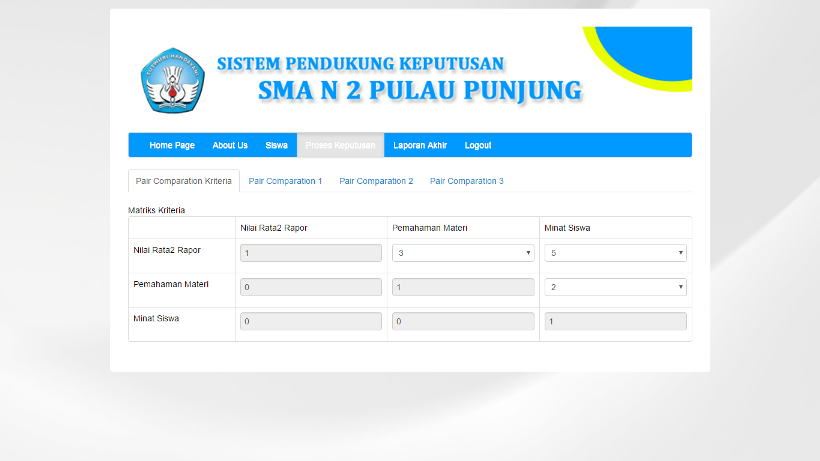 TUT WURI HANDAYANI
SISTEM PENDUKUNG KEPUTUSAN
SMA N 2 PULAU PUNJUNG
Home Page About Us Siswa Proses Keputusan Laporan Akhir Logout
Pair Comparation Kriteria Pair Comparation 1 Pair Comparation 2 Pair Comparation 3
Matriks Kriteria
Nilai Rata2 Rapor Pemahaman Materi Minat Siswa
Nilai Rata2 Rapor 1 3 5
Pemahaman Materi 0 1 2
Minat Siswa 0 0 1